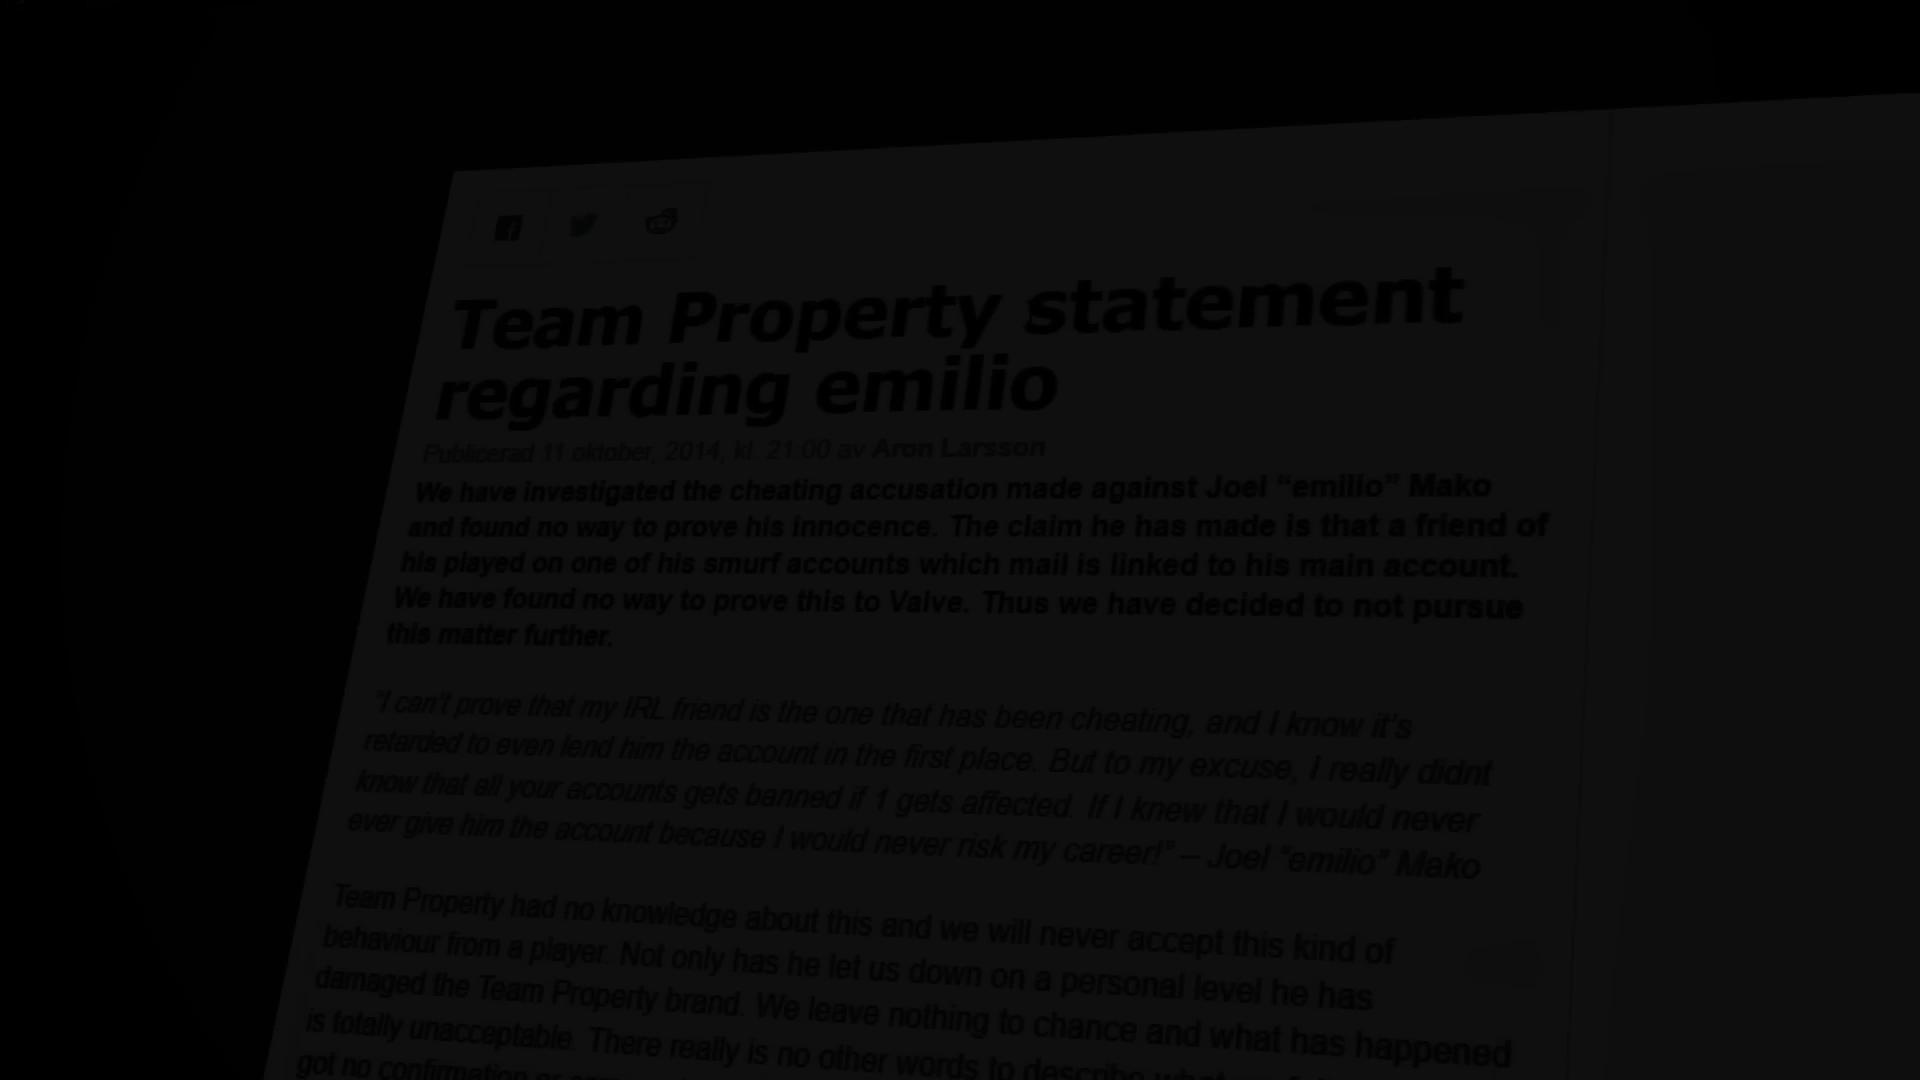 Team Property statement
regarding emilio
Publicerad 11 oktober, 2014, kl. 21:00 av Aron Larsson
We have investigated the cheating accusation made against Joel “emilio” Mako
and found no way to prove his innocence. The claim he has made is that a friend of
his played on one of his smurf accounts which mail is linked to his main account.
We have found no way to prove this to Valve. Thus we have decided to not pursue
this matter further.
"I can't prove that my IRL friend is the one that has been cheating, and I know it's
retarded to even lend him the account in the first place. But to my excuse, I really didnt
know that all your accounts gets banned if 1 gets affected. If I knew that I would never
ever give him the account because I would never risk my career!" – Joel "emilio" Mako
Team Property had no knowledge about this and we will never accept this kind of
behaviour from a player. Not only has he let us down on a personal level he has
damaged the Team Property brand. We leave nothing to chance and what has happened
is totally unacceptable. There really is no other words to describe
got no confirmation or